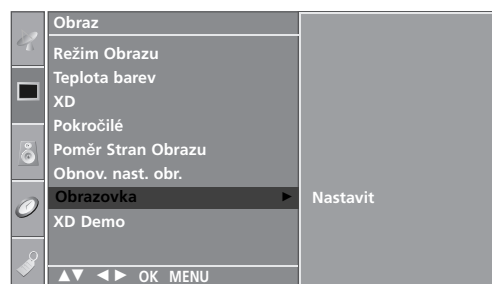 Obraz
Režim Obrazu
Teplota barev
XD
Pokročilé
Poměr Stran Obrazu
Obnov. nast. obr.
Obrazovka ► Nastavit
XD Demo
▲▼ ◄► OK MENU